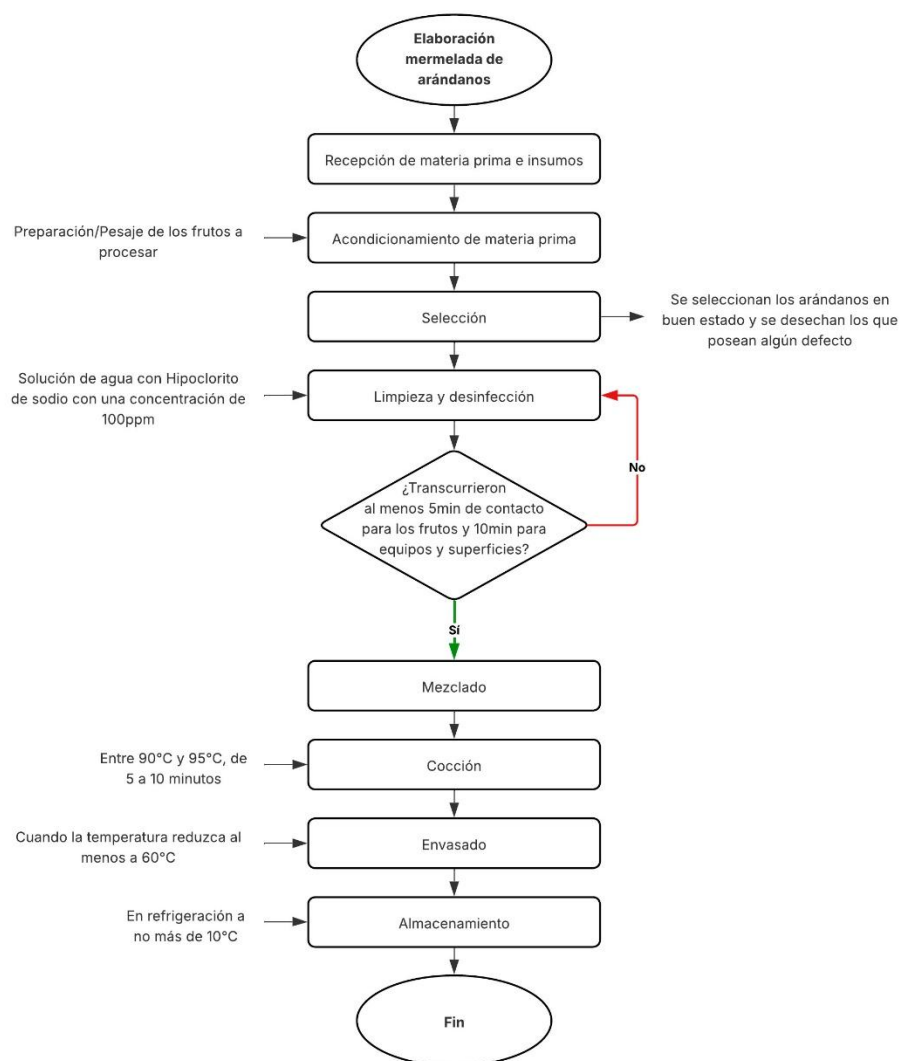 Elaboración
mermelada de
arándanos
Recepción de materia prima e insumos
Preparación/Pesaje de los frutos a
procesar
Acondicionamiento de materia prima
Selección
Se seleccionan los arándanos en
buen estado y se desechan los que
posean algún defecto
Solución de agua con Hipoclorito
de sodio con una concentración de
100ppm
Limpieza y desinfección
No
¿Transcurrieron
al menos 5min de contacto
para los frutos y 10min para
equipos y superficies?
Sí
Mezclado
Entre 90°C y 95°C, de
5 a 10 minutos
Cocción
Cuando la temperatura reduzca al
menos a 60°C
Envasado
En refrigeración a
no más de 10°C
Almacenamiento
Fin